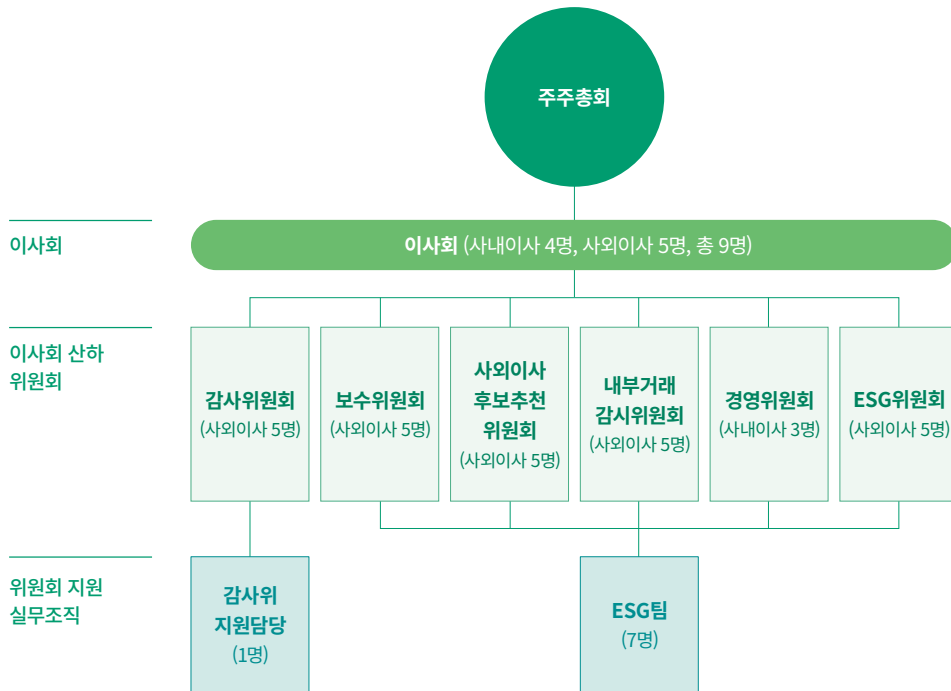 주주총회
이사회
이사회 (사내이사 4명, 사외이사 5명, 총 9명)
이사회 산하
위원회
감사위원회
(사외이사 5명)
보수위원회
(사외이사 5명)
사외이사
후보추천
위원회
(사외이사 5명)
내부거래
감시위원회
(사외이사 5명)
경영위원회
(사내이사 3명)
ESG위원회
(사외이사 5명)
위원회 지원
실무조직
감사위
지원담당
(1명)
ESG팀
(7명)